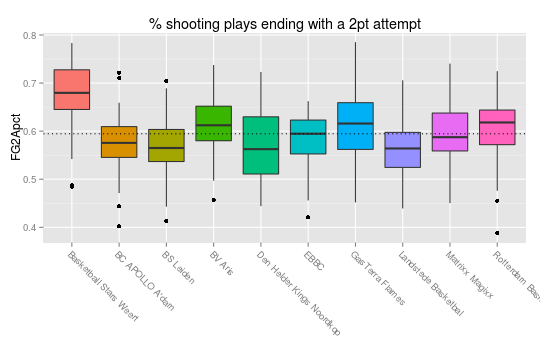 % shooting plays ending with a 2pt attempt
FG2Apct
0.8
0.7
0.6
0.5
0.4
Basketball Stars Weert
BC APOLLO A'dam
BS Leiden
BV Aris
Den Helder Kings Noordkop
EBBC
GasTerra Flames
Landstede Basketbal
Matrixx Magixx
Rotterdam Bas